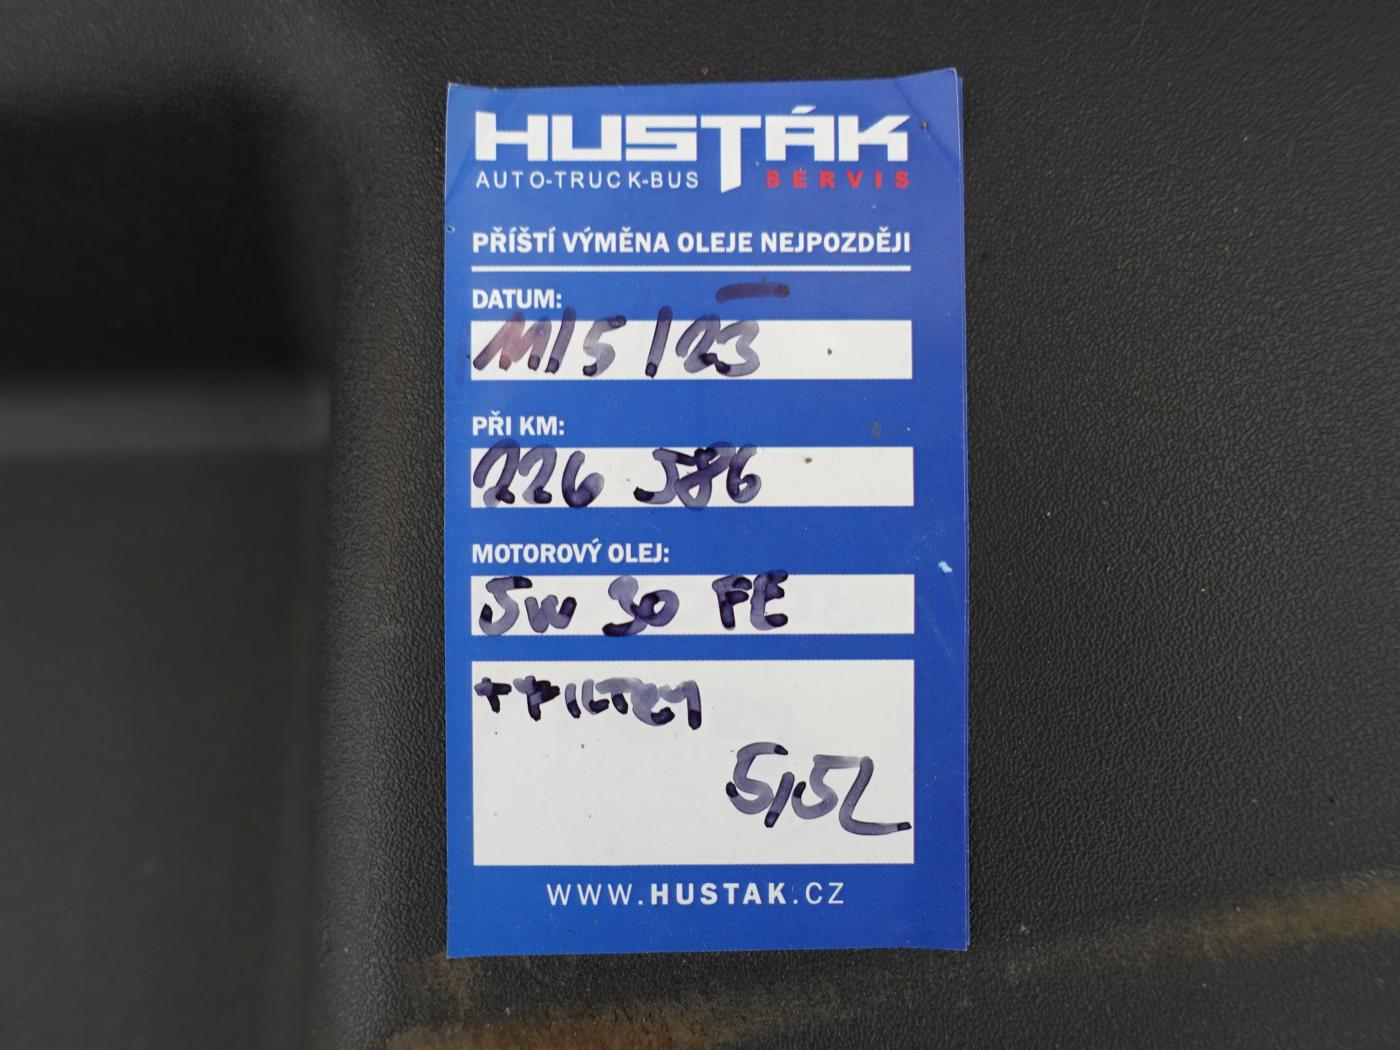 HUSTÁK
AUTO-TRUCK-BUS SERVIS
PŘÍŠTÍ VÝMĚNA OLEJE NEJPOZDĚJI
DATUM:
11/5/23
PŘI KM:
226 586
MOTOROVÝ OLEJ:
5W 30 FE
+FILTRY
5,5L
WWW.HUSTAK.CZ